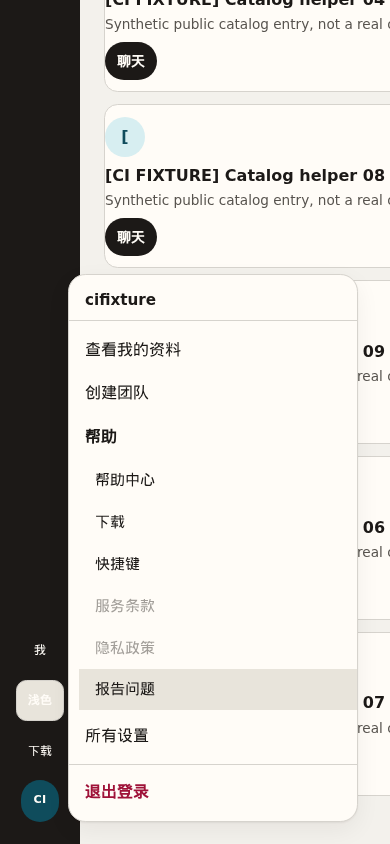 [CI FIXTURE] Catalog helper 04
Synthetic public catalog entry, not a real
聊天
[
[CI FIXTURE] Catalog helper 08
Synthetic public catalog entry, not a real
聊天
cifixture
查看我的资料
创建团队
帮助
帮助中心
下载
快捷键
服务条款
隐私政策
报告问题
所有设置
退出登录
09
real
06
real
07
real
我
浅色
下载
CI